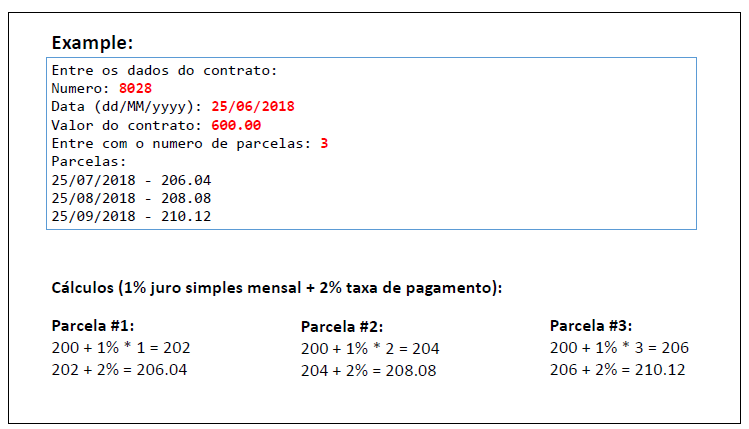 Example:
Entre os dados do contrato:
Numero: 8028
Data (dd/MM/yyyy): 25/06/2018
Valor do contrato: 600.00
Entre com o numero de parcelas: 3
Parcelas:
25/07/2018 - 206.04
25/08/2018 - 208.08
25/09/2018 - 210.12
Cálculos (1% juro simples mensal + 2% taxa de pagamento):
Parcela #1:
200 + 1% * 1 = 202
202 + 2% = 206.04
Parcela #2:
200 + 1% * 2 = 204
204 + 2% = 208.08
Parcela #3:
200 + 1% * 3 = 206
206 + 2% = 210.12